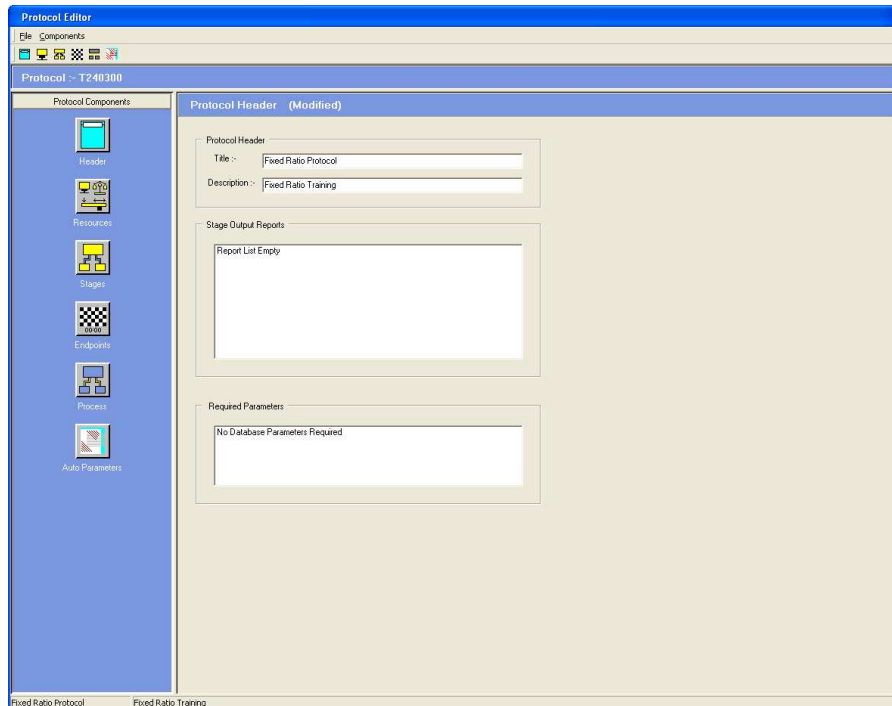 Protocol Editor
File Components
Protocol :- T240300
Protocol Components
Header
Resources
Stages
00:00
Endpoints
Process
Auto Parameters
Protocol Header (Modified)
Protocol Header
Title :- Fixed Ratio Protocol
Description :- Fixed Ratio Training
Stage Output Reports
Report List Empty
Required Parameters
No Database Parameters Required
Fixed Ratio Protocol Fixed Ratio Training